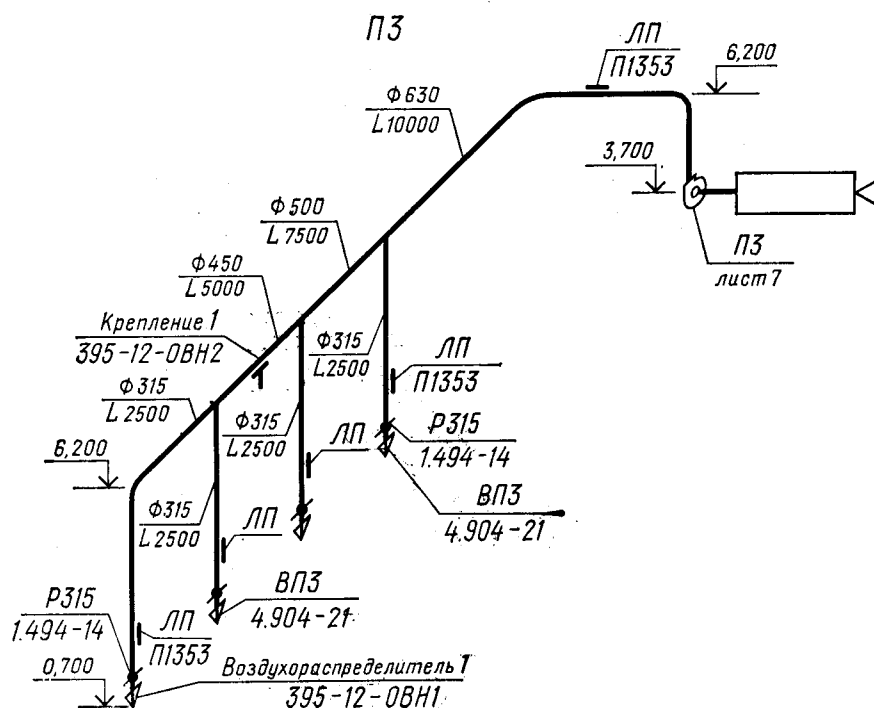 П3
ЛП
П1353
6,200
Ф630
L10000
3,700
П3
лист 7
Ф500
L7500
Ф450
L5000
Крепление 1
395-12-ОВН2
Ф315
L2500
ЛП
П1353
Ф315
L2500
Ф315
L2500
ЛП
Р315
1.494-14
6,200
ВП3
4.904-21
Ф315
L2500
ЛП
ВП3
4.904-21
Р315
1.494-14
ЛП
П1353
0,700
Воздухораспределитель 1
395-12-ОВН1